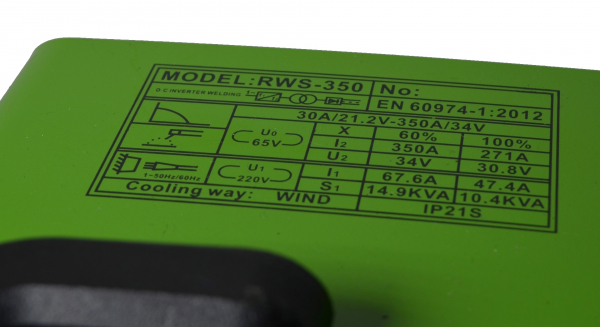 MODEL:RWS-350 No:
D.C INVERTER WELDING EN 60974-1:2012
30A/21.2V-350A/34V
U0 65V X 60% 100%
I2 350A 271A
U2 34V 30.8V
1~50Hz/60Hz U1 220V I1 67.6A 47.4A
S1 14.9KVA 10.4KVA
Cooling way: WIND IP21S